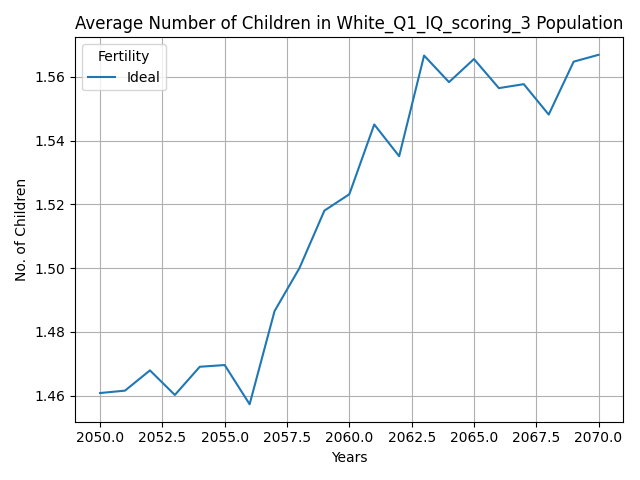 Average Number of Children in White_Q1_IQ_scoring_3 Population
Fertility
Ideal
No. of Children
1.56
1.54
1.52
1.50
1.48
1.46
2050.0 2052.5 2055.0 2057.5 2060.0 2062.5 2065.0 2067.5 2070.0
Years